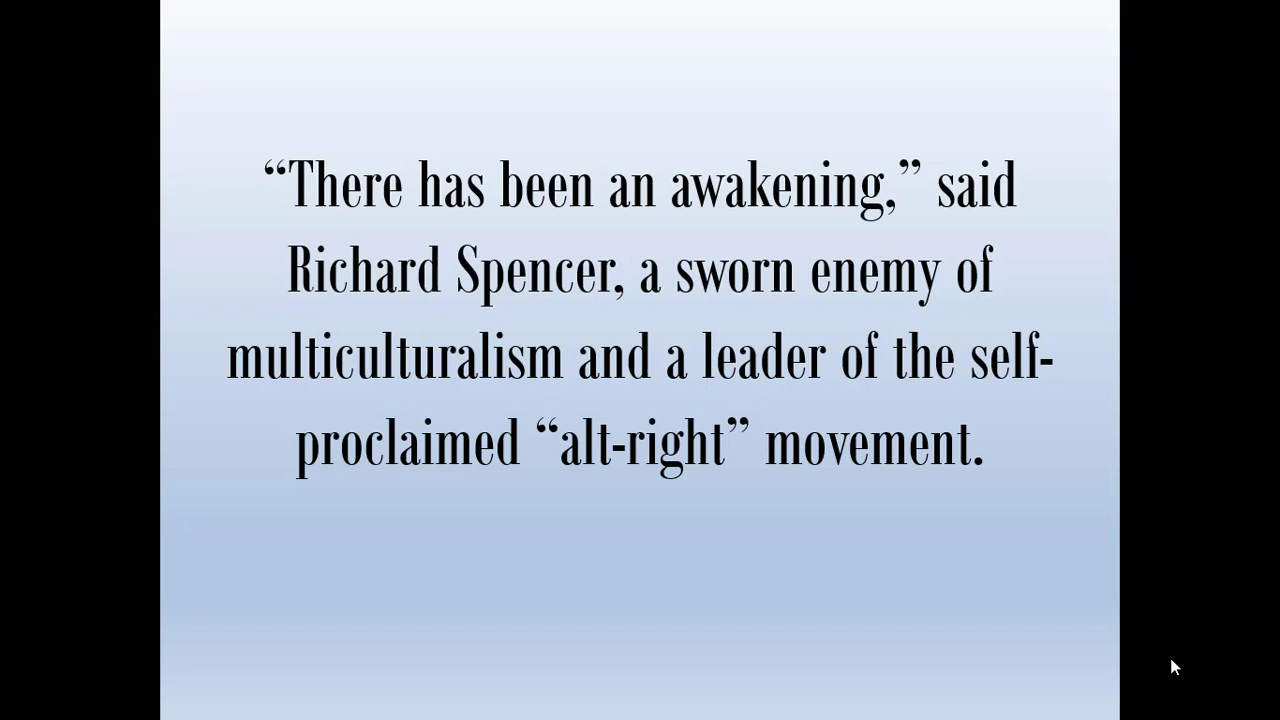 “There has been an awakening,” said
Richard Spencer, a sworn enemy of
multiculturalism and a leader of the self-
proclaimed “alt-right” movement.